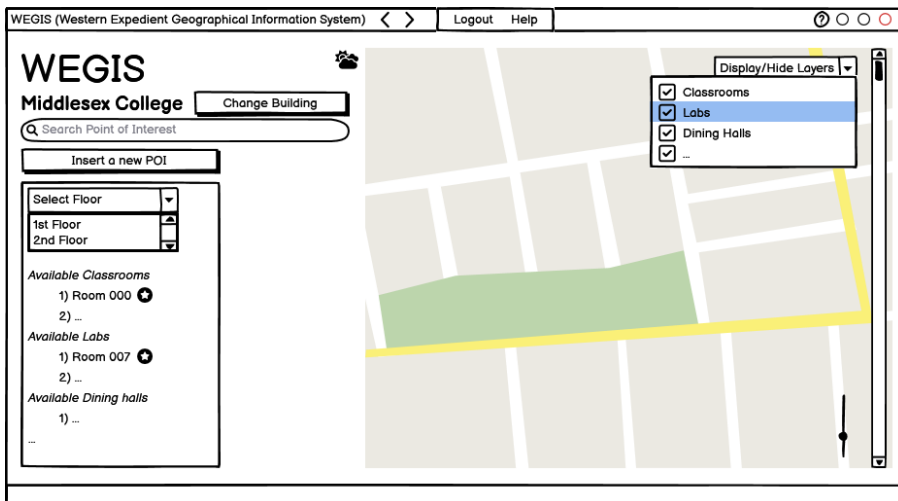 WEGIS (Western Expedient Geographical Information System)
Logout Help
?
WEGIS
Middlesex College
Change Building
Search Point of Interest
Insert a new POI
Select Floor
1st Floor
2nd Floor
Available Classrooms
1) Room 000
2) ...
Available Labs
1) Room 007
2) ...
Available Dining halls
1) ...
...
Display/Hide Layers
Classrooms
Labs
Dining Halls
...